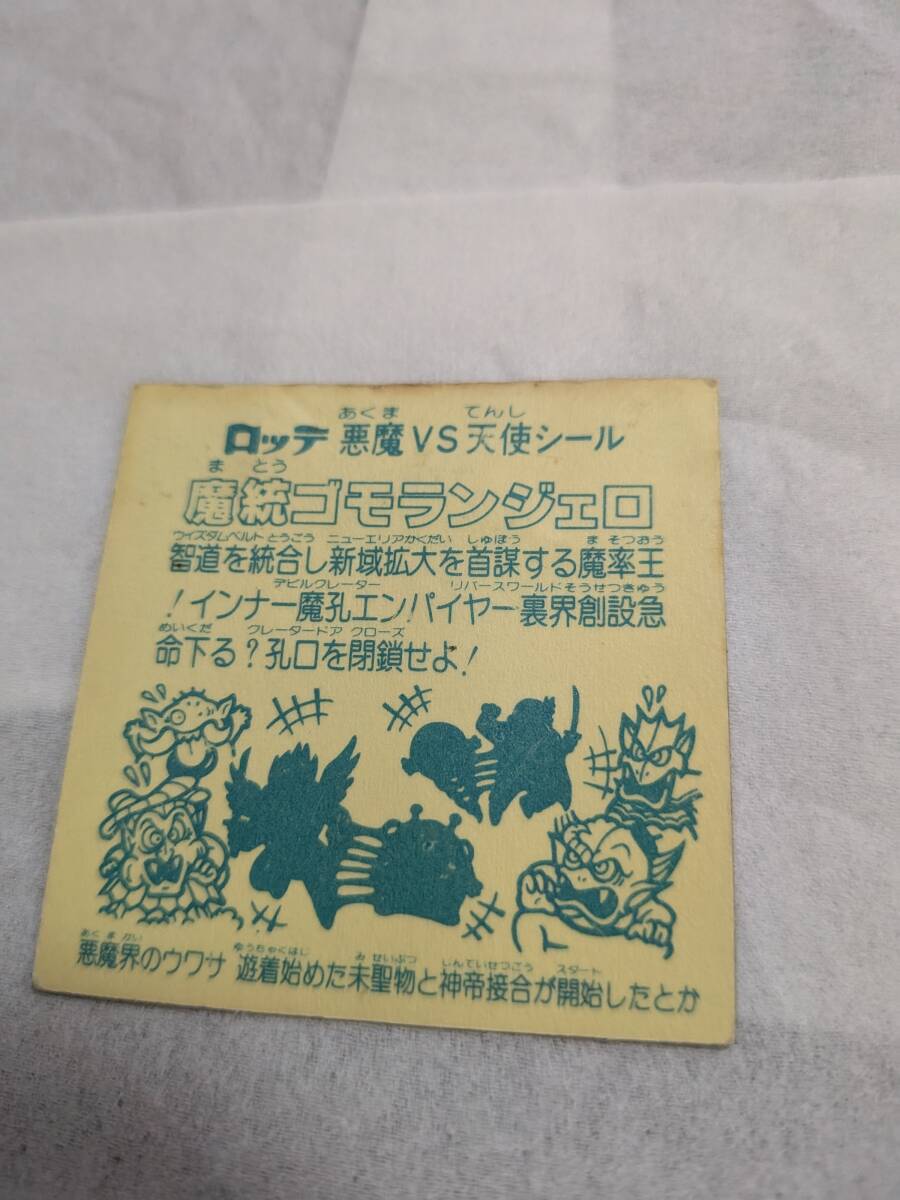 あくま てんし
ロッテ 悪魔VS天使シール
まとう
魔統ゴモランジェロ
ウイズダムベルト とうごう ニューエリアかくだい しゅぼう ま そつおう
智道を統合し新域拡大を首謀する魔率王
デビルクレーター リバースワールドそうせつきゅう
！インナー魔孔エンパイヤー裏界創設急
めいくだ クレータードア クローズ
命下る？孔口を閉鎖せよ！
あくまかい ゆうちゃくはじ みせいぶつ しんていせつごう スタート
悪魔界のウワサ 遊着始めた未聖物と神帝接合が開始したとか